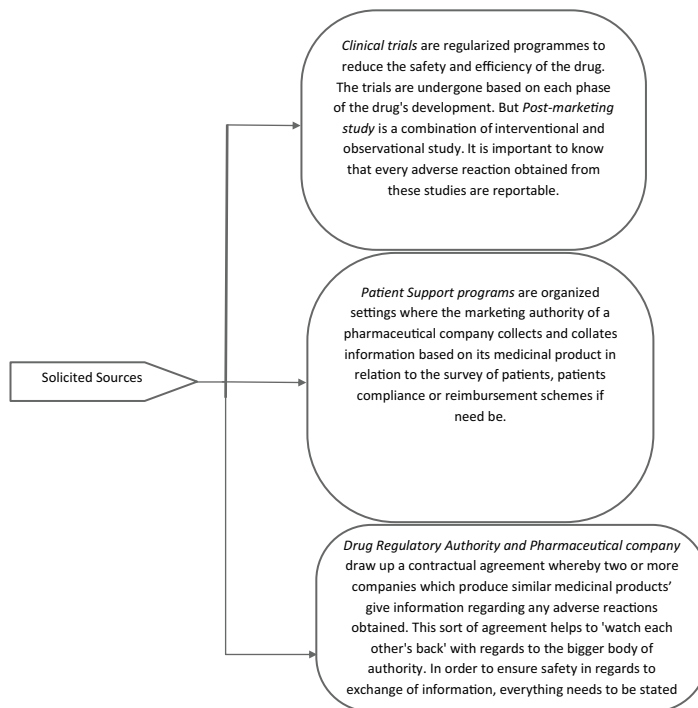 Clinical trials are regularized programmes to
reduce the safety and efficiency of the drug.
The trials are undergone based on each phase
of the drug's development. But Post-marketing
study is a combination of interventional and
observational study. It is important to know
that every adverse reaction obtained from
these studies are reportable.
Patient Support programs are organized
settings where the marketing authority of a
pharmaceutical company collects and collates
information based on its medicinal product in
relation to the survey of patients, patients
compliance or reimbursement schemes if
need be.
Solicited Sources
Drug Regulatory Authority and Pharmaceutical company
draw up a contractual agreement whereby two or more
companies which produce similar medicinal products’
give information regarding any adverse reactions
obtained. This sort of agreement helps to 'watch each
other's back' with regards to the bigger body of
authority. In order to ensure safety in regards to
exchange of information, everything needs to be stated